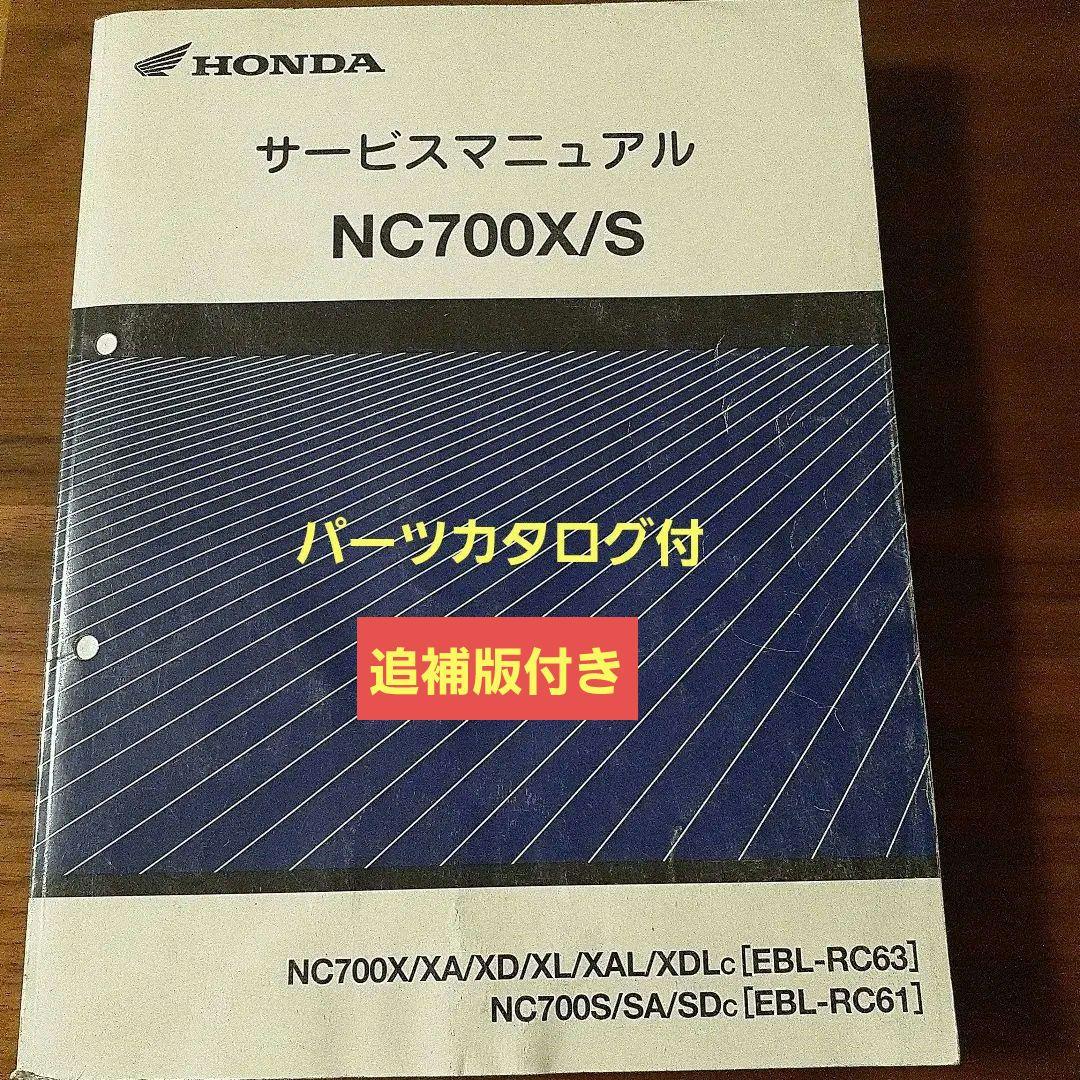 HONDA
サービスマニュアル
NC700X/S
パーツカタログ付
追補版付き
NC700X/XA/XD/XL/XAL/XDLC[EBL-RC63]
NC700S/SA/SDC[EBL-RC61]